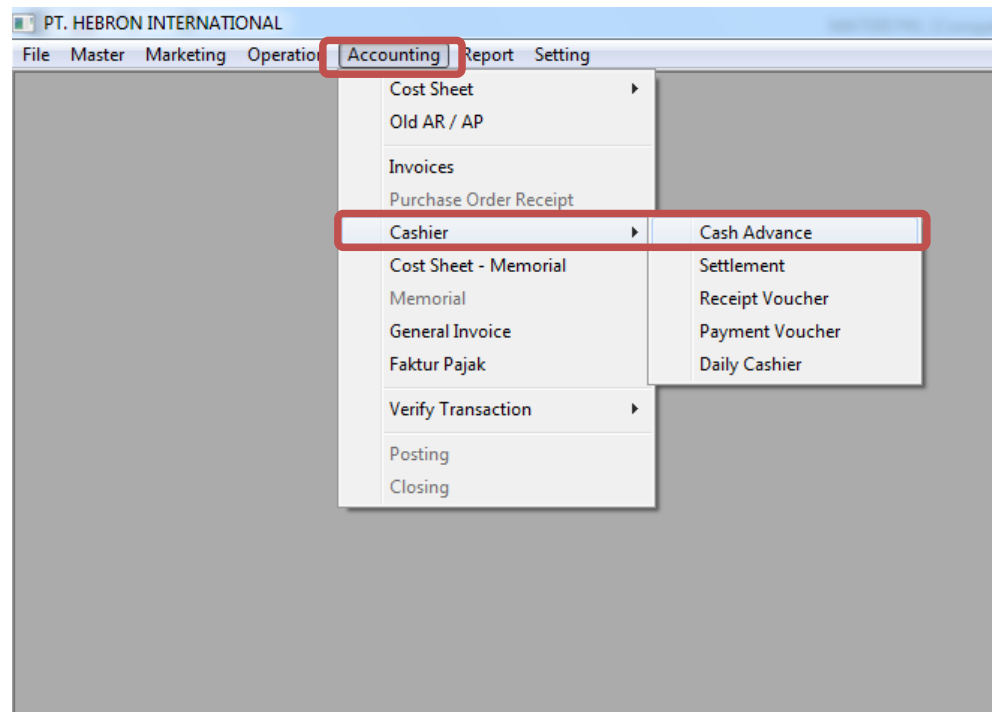 PT. HEBRON INTERNATIONAL
File Master Marketing Operation Accounting Report Setting
Cost Sheet
Old AR / AP
Invoices
Purchase Order Receipt
Cashier
Cost Sheet - Memorial
Memorial
General Invoice
Faktur Pajak
Verify Transaction
Posting
Closing
Cash Advance
Settlement
Receipt Voucher
Payment Voucher
Daily Cashier